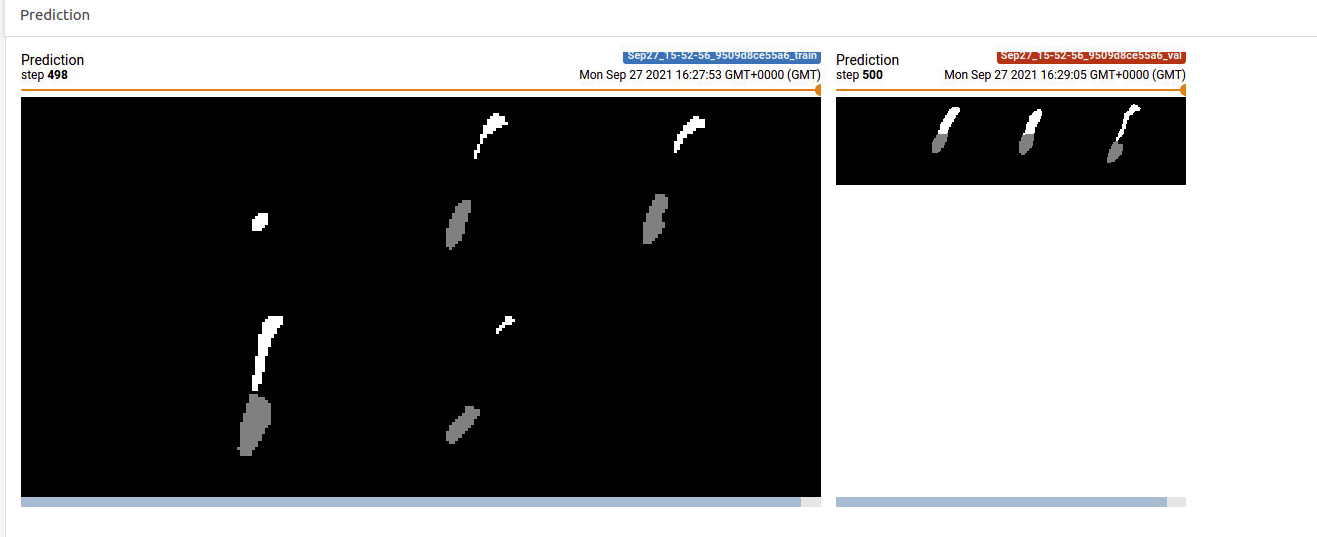 Prediction
Prediction
Sep27_15-52-56_9509d8ce55a6_train
step 498
Mon Sep 27 2021 16:27:53 GMT+0000 (GMT)
Prediction
Sep27_15-52-56_9509d8ce55a6_val
step 500
Mon Sep 27 2021 16:29:05 GMT+0000 (GMT)